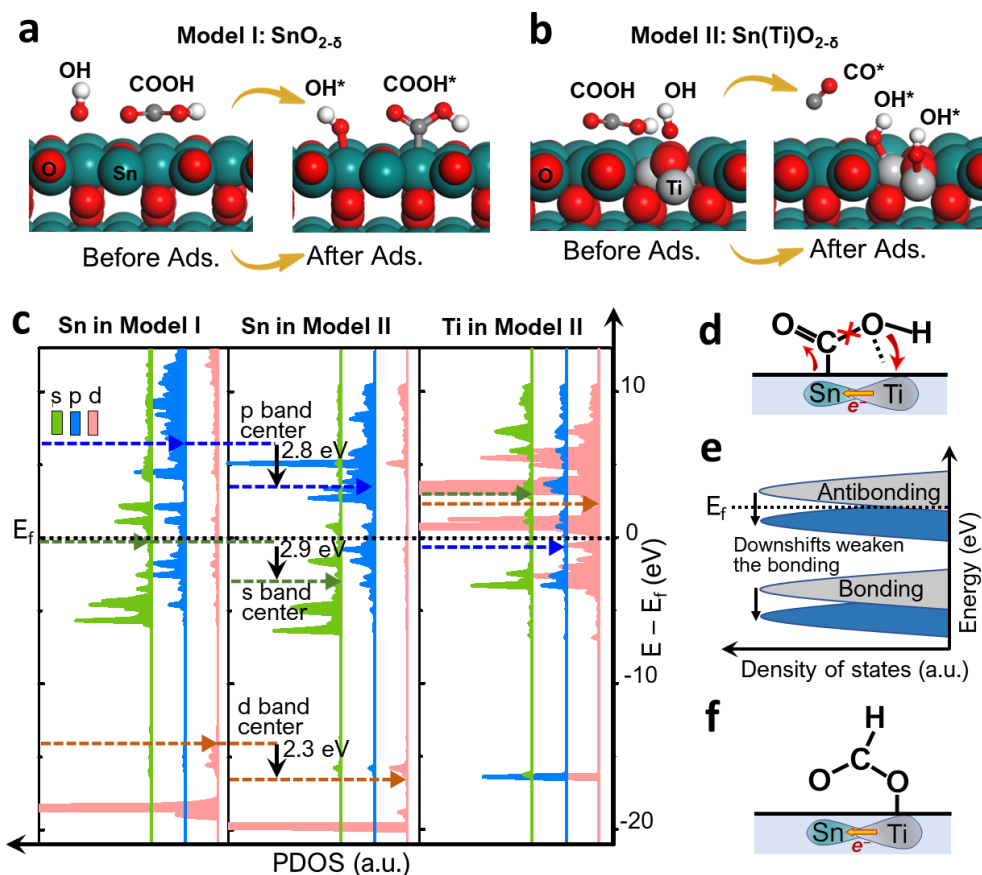 a
Model I: SnO2-δ
OH
COOH
OH*
COOH*
O
Sn
Before Ads.
After Ads.
b
Model II: Sn(Ti)O2-δ
COOH
OH
CO*
OH*
OH*
O
Ti
Before Ads.
After Ads.
c
Sn in Model I
Sn in Model II
Ti in Model II
s p d
p band
center
2.8 eV
Ef
2.9 eV
s band
center
d band
center
2.3 eV
10
0
-10
-20
E – Ef (eV)
PDOS (a.u.)
d
O
C
O
H
Sn
Ti
e-
e
Ef
Antibonding
Downshifts weaken
the bonding
Bonding
Energy (eV)
Density of states (a.u.)
f
H
C
O
O
Sn
Ti
e-